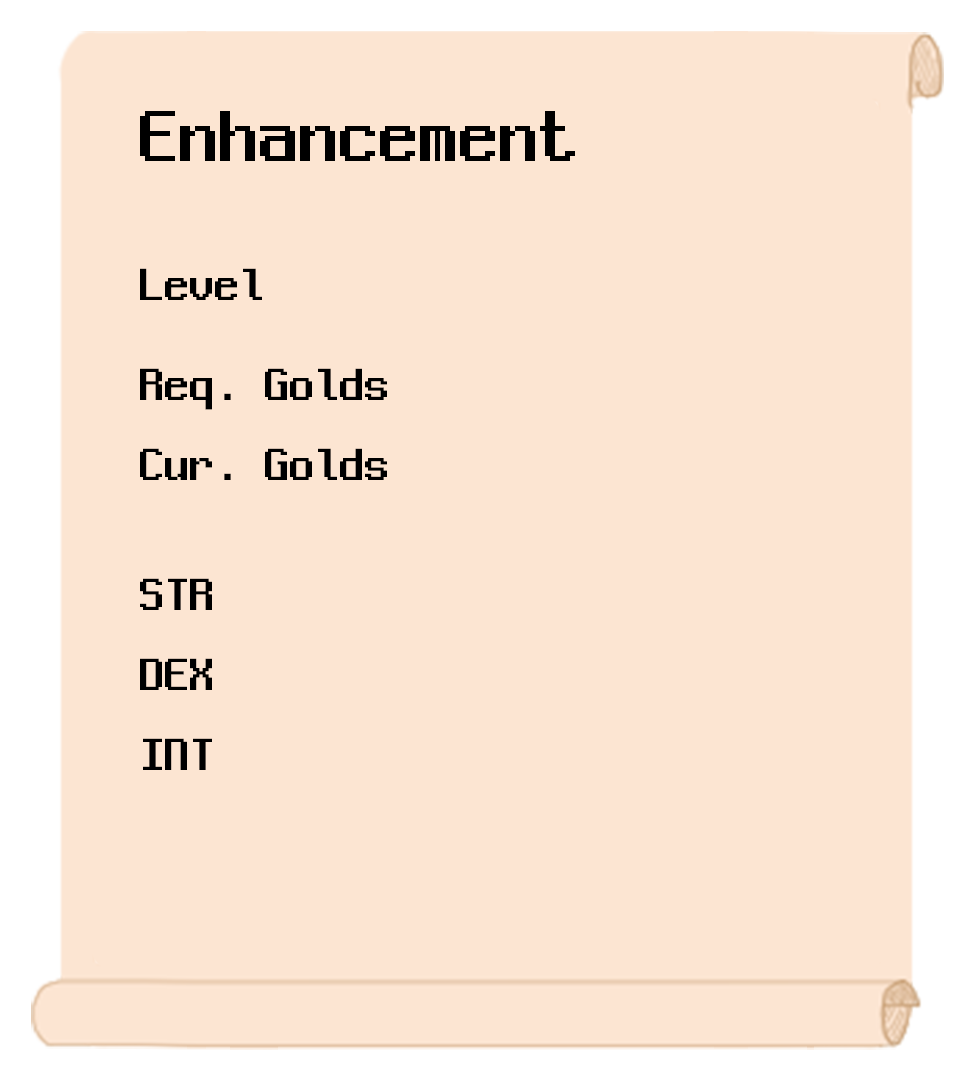 Enhancement
Level
Req. Golds
Cur. Golds
STR
DEX
INT